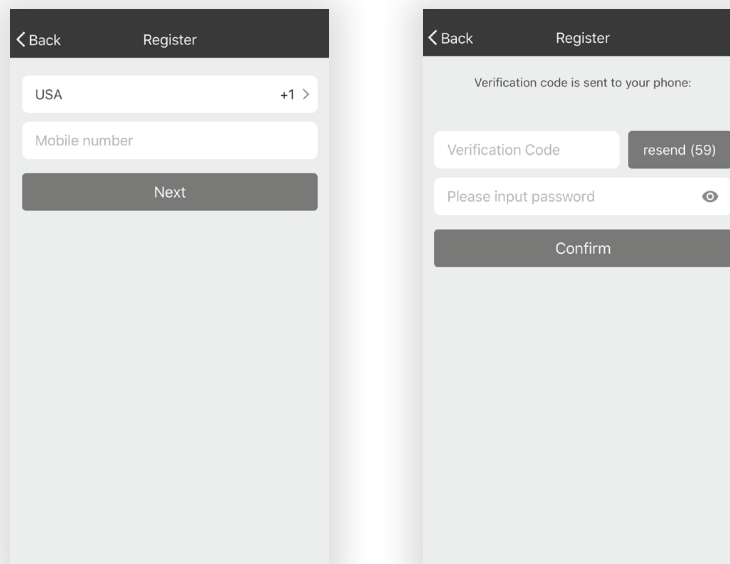 Back Register
USA +1
Mobile number
Next
Back Register
Verification code is sent to your phone:
Verification Code resend (59)
Please input password
Confirm